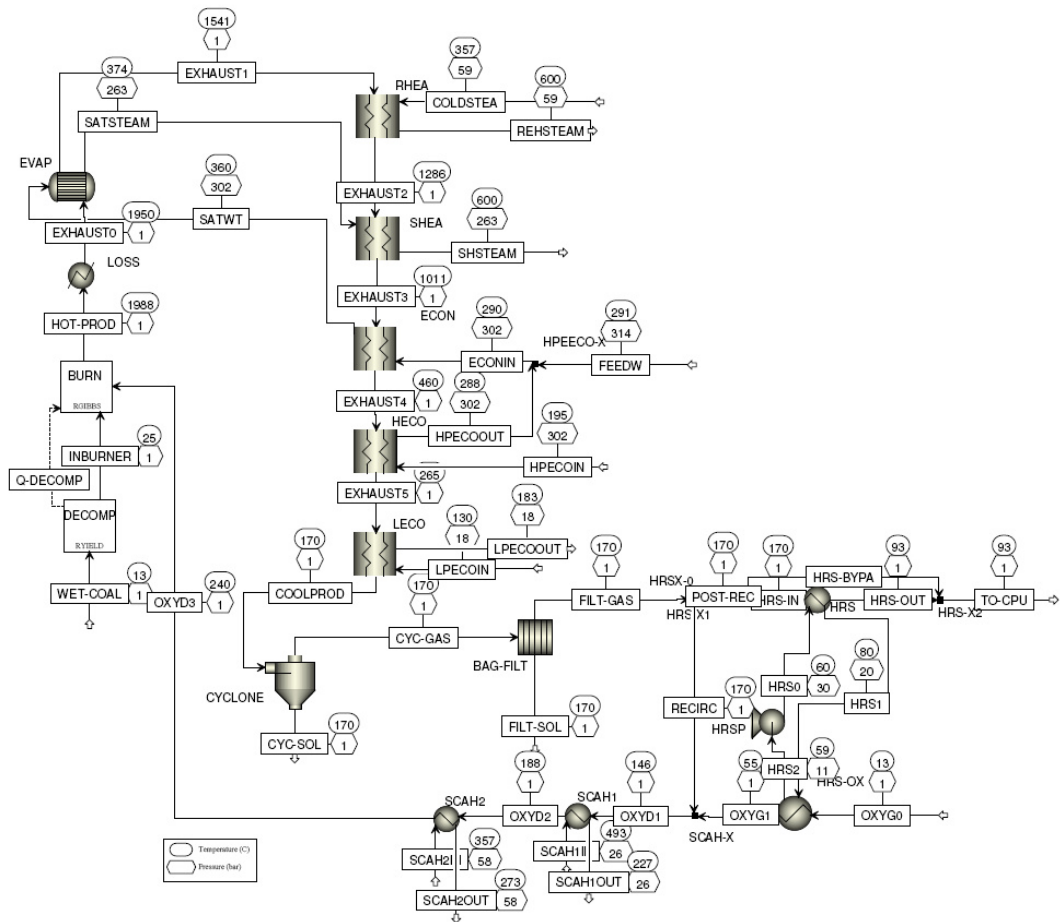 1541
1
EXHAUST1
374
263
SATSTEAM
357
59
COLDSTEA
RHEA
600
59
REHSTEAM
EVAP
360
302
SATWT
EXHAUST2
1286
1
SHEA
600
263
SHSTEAM
EXHAUST0
1950
1
LOSS
EXHAUST3
1011
1
ECON
HOT-PROD
1988
1
290
302
ECONIN
HPEECO-X
291
314
FEEDW
BURN
RGIBBS
EXHAUST4
460
1
HECO
288
302
HPECOOUT
195
302
HPECOIN
INBURNER
25
1
Q-DECOMP
EXHAUST5
265
1
DECOMP
RYIELD
LECO
183
18
LPECOOUT
130
18
LPECOIN
WET-COAL
13
1
OXYD3
240
1
170
1
COOLPROD
170
1
CYC-GAS
170
1
FILT-GAS
170
1
POST-REC
170
1
HRS-IN
HRSX-0
HRS-BYPA
93
1
HRS-OUT
HRS
HRS-X2
93
1
TO-CPU
BAG-FILT
CYCLONE
CYC-SOL
170
1
FILT-SOL
170
1
RECIRC
170
1
60
30
HRS0
80
20
HRS1
HRSP
HRS2
59
11
HRS-OX
55
1
OXYG1
13
1
OXYG0
SCAH-X
146
1
OXYD1
SCAH1
188
1
OXYD2
SCAH2
493
26
227
26
SCAH1OUT
357
58
273
58
SCAH2OUT
Temperature (C)
Pressure (bar)